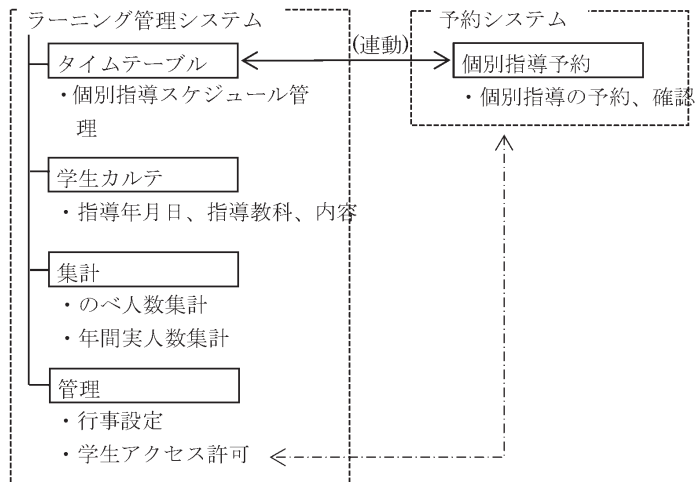 ラーニング管理システム
タイムテーブル
・個別指導スケジュール管
理
学生カルテ
・指導年月日、指導教科、内容
集計
・のべ人数集計
・年間実人数集計
管理
・行事設定
・学生アクセス許可
(連動)
予約システム
個別指導予約
・個別指導の予約、確認